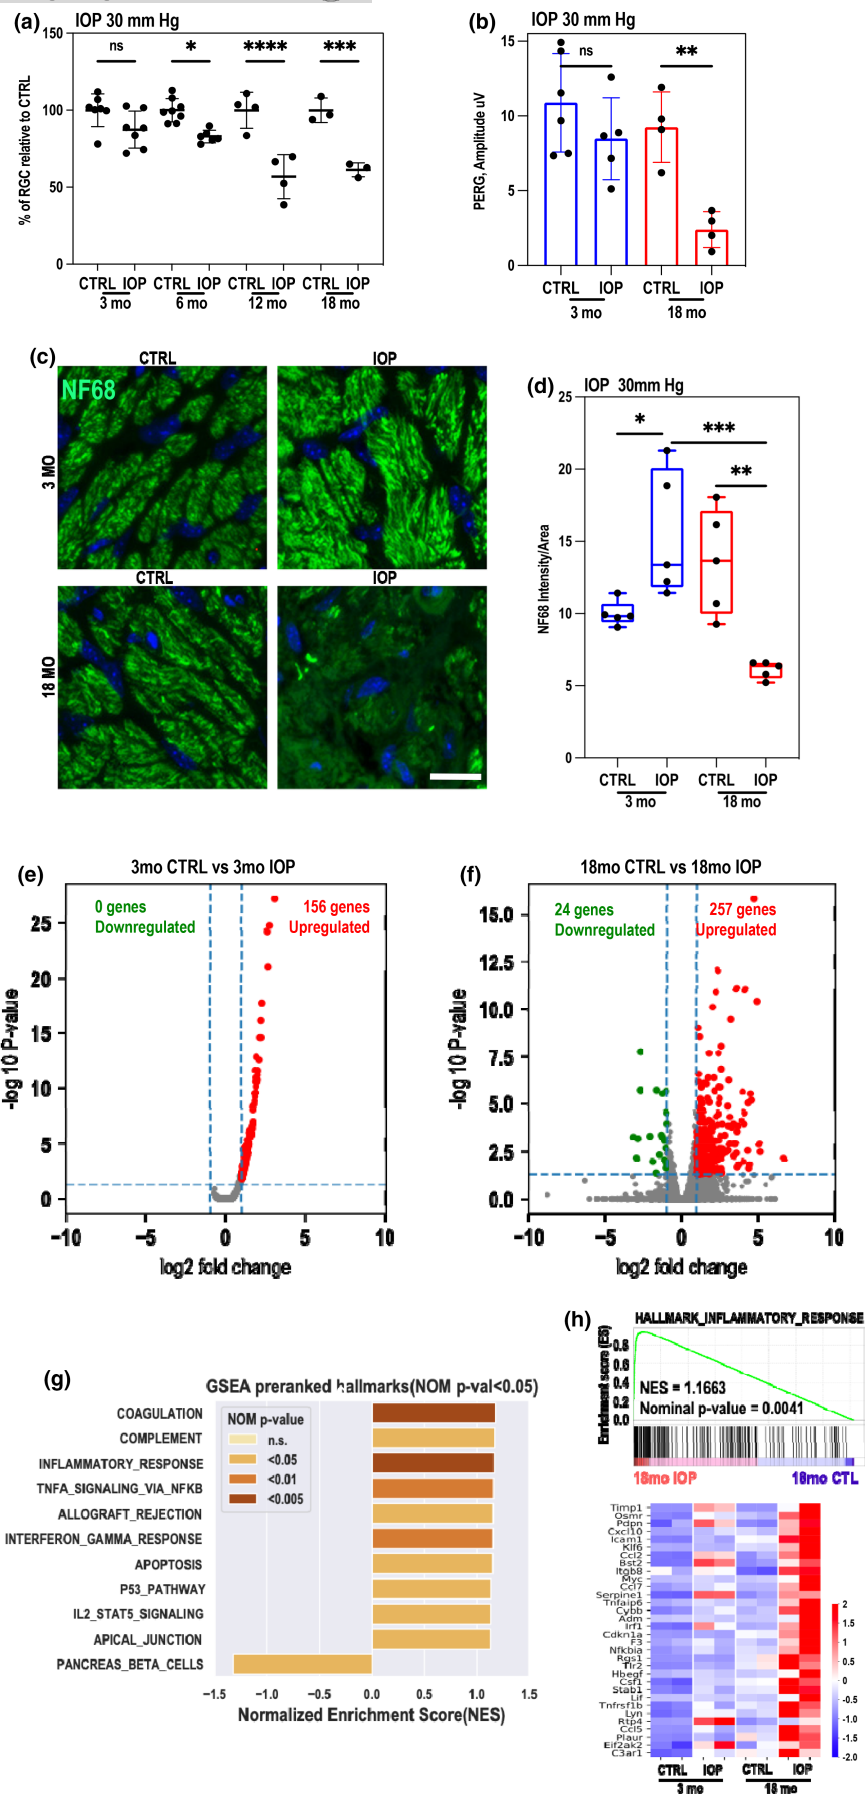 (a)
IOP 30 mm Hg
150
100
50
0
% of RGC relative to CTRL
ns
*
****
***
CTRL IOP
CTRL IOP
CTRL IOP
CTRL IOP
3 mo
6 mo
12 mo
18 mo
(b)
IOP 30 mm Hg
15
10
5
0
PERG, Amplitude uV
ns
**
CTRL
IOP
CTRL
IOP
3 mo
18 mo
(c)
CTRL
IOP
NF68
3 MO
CTRL
IOP
18 MO
(d)
IOP 30mm Hg
25
20
15
10
5
0
NF68 Intensity/Area
*
***
**
CTRL
IOP
CTRL
IOP
3 mo
18 mo
(e)
3mo CTRL vs 3mo IOP
0 genes
Downregulated
156 genes
Upregulated
25
20
15
10
5
0
-log 10 P-value
−10
−5
0
5
10
log2 fold change
(f)
18mo CTRL vs 18mo IOP
24 genes
Downregulated
257 genes
Upregulated
15.0
12.5
10.0
7.5
5.0
2.5
0.0
-log 10 P-value
−10
−5
0
5
10
log2 fold change
(g)
GSEA preranked hallmarks(NOM p-val<0.05)
COAGULATION
COMPLEMENT
INFLAMMATORY_RESPONSE
TNFA_SIGNALING_VIA_NFKB
ALLOGRAFT_REJECTION
INTERFERON_GAMMA_RESPONSE
APOPTOSIS
P53_PATHWAY
IL2_STAT5_SIGNALING
APICAL_JUNCTION
PANCREAS_BETA_CELLS
NOM p-value
n.s.
<0.05
<0.01
<0.005
−1.5
−1.0
−0.5
0.0
0.5
1.0
1.5
Normalized Enrichment Score(NES)
(h)
HALLMARK_INFLAMMATORY_RESPONSE
Enrichment score (ES)
0.8
0.6
0.4
0.2
0.0
NES = 1.1663
Nominal p-value = 0.0041
18mo IOP
18mo CTL
Timp1
Osmr
Pdpn
Cxcl10
Icam1
Klf6
Ccl2
Bst2
Itgb8
Myc
Ccl7
Serpine1
Tnfaip6
Cybb
Adm
Irf1
Cdkn1a
F3
Nfkbia
Rgs1
Tlr2
Hbegf
Csf1
Stab1
Lif
Tnfrsf1b
Lyn
Rtp4
Ccl5
Plaur
Eif2ak2
C3ar1
2
1.5
1
0.5
0
-0.5
-1.0
-1.5
-2.0
CTRL
IOP
CTRL
IOP
3 mo
18 mo